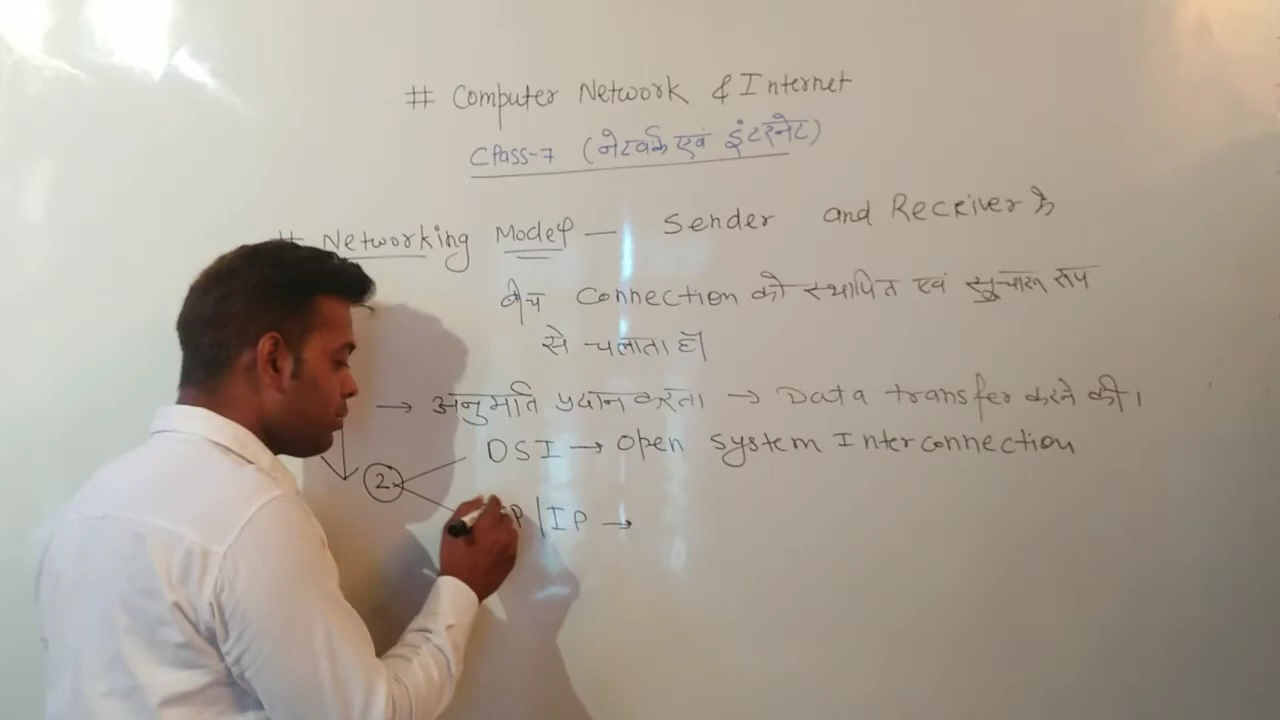 # Computer Network & Internet
Class-7 (नेटवर्क एवं इंटरनेट)
# Networking Model — Sender and Receiver के
बीच Connection को स्थापित एवं सुचारू रूप
से चलाता है।
→ अनुमति प्रदान करता → Data transfer करने की।
OSI → Open System Interconnection
2
P/IP →